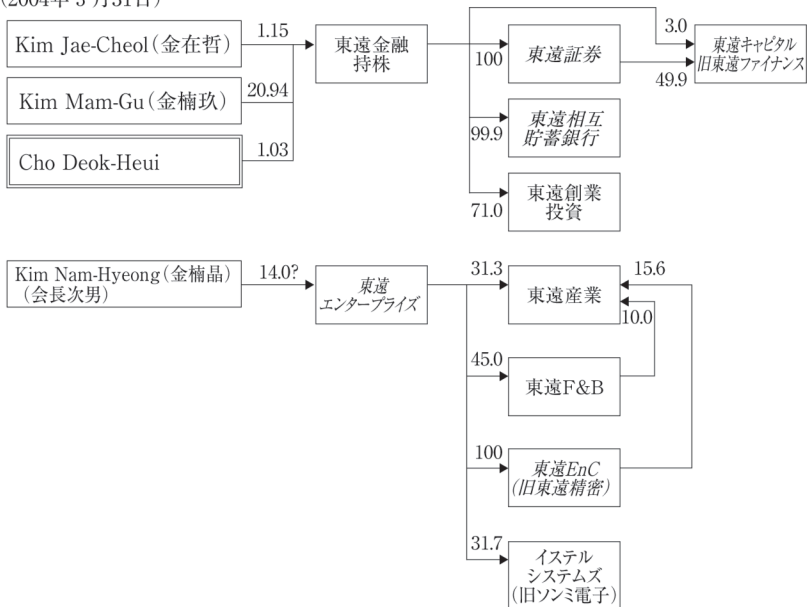 (2004年3月31日)
Kim Jae-Cheol(金在哲)
1.15
東遠金融
持株
100
東遠証券
3.0
49.9
東遠キャピタル
旧東遠ファイナンス
Kim Mam-Gu(金楠玖)
20.94
99.9
東遠相互
貯蓄銀行
Cho Deok-Heui
1.03
71.0
東遠創業
投資
Kim Nam-Hyeong(金楠晶)
(会長次男)
14.0?
東遠
エンタープライズ
31.3
東遠産業
15.6
10.0
45.0
東遠F&B
100
東遠EnC
(旧東遠精密)
31.7
イステル
システムズ
(旧ソンミ電子)